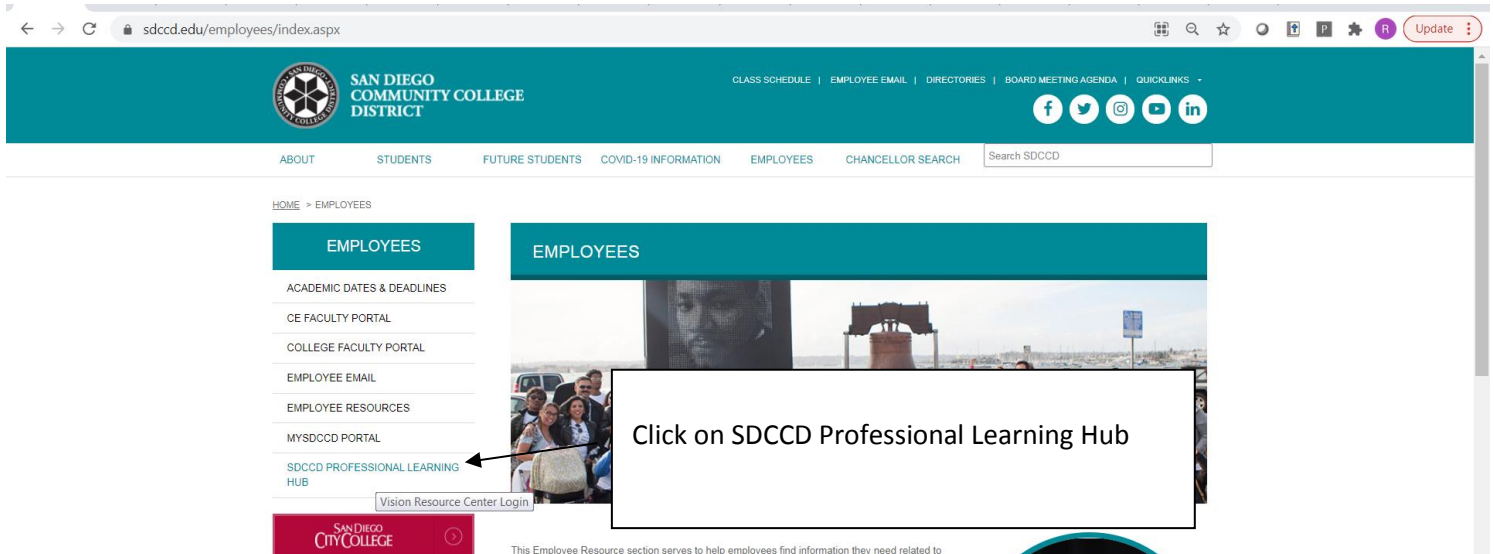 sdccd.edu/employees/index.aspx
P
R
Update
SAN DIEGO
COMMUNITY COLLEGE
DISTRICT
CLASS SCHEDULE | EMPLOYEE EMAIL | DIRECTORIES | BOARD MEETING AGENDA | QUICKLINKS
ABOUT STUDENTS FUTURE STUDENTS COVID-19 INFORMATION EMPLOYEES CHANCELLOR SEARCH Search SDCCD
HOME > EMPLOYEES
EMPLOYEES
ACADEMIC DATES & DEADLINES
CE FACULTY PORTAL
COLLEGE FACULTY PORTAL
EMPLOYEE EMAIL
EMPLOYEE RESOURCES
MYSDCCD PORTAL
SDCCD PROFESSIONAL LEARNING
HUB
Vision Resource Center Login
SAN DIEGO
CITY COLLEGE
EMPLOYEES
Click on SDCCD Professional Learning Hub
This Employee Resource section serves to help employees find information they need related to